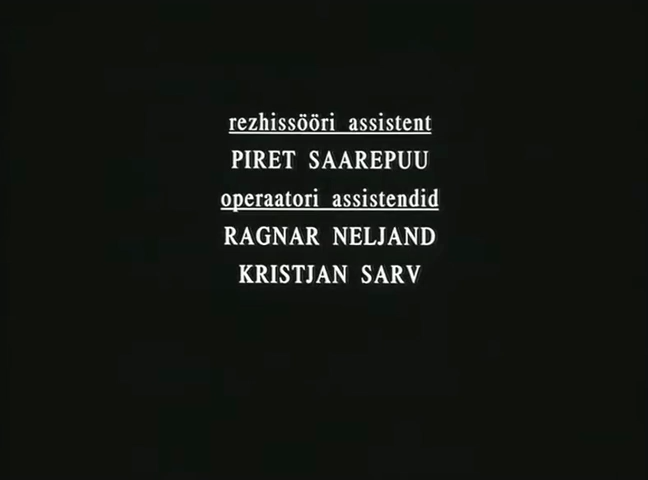 rezhissööri assistent
PIRET SAAREPUU
operaatori assistendid
RAGNAR NELJAND
KRISTJAN SARV